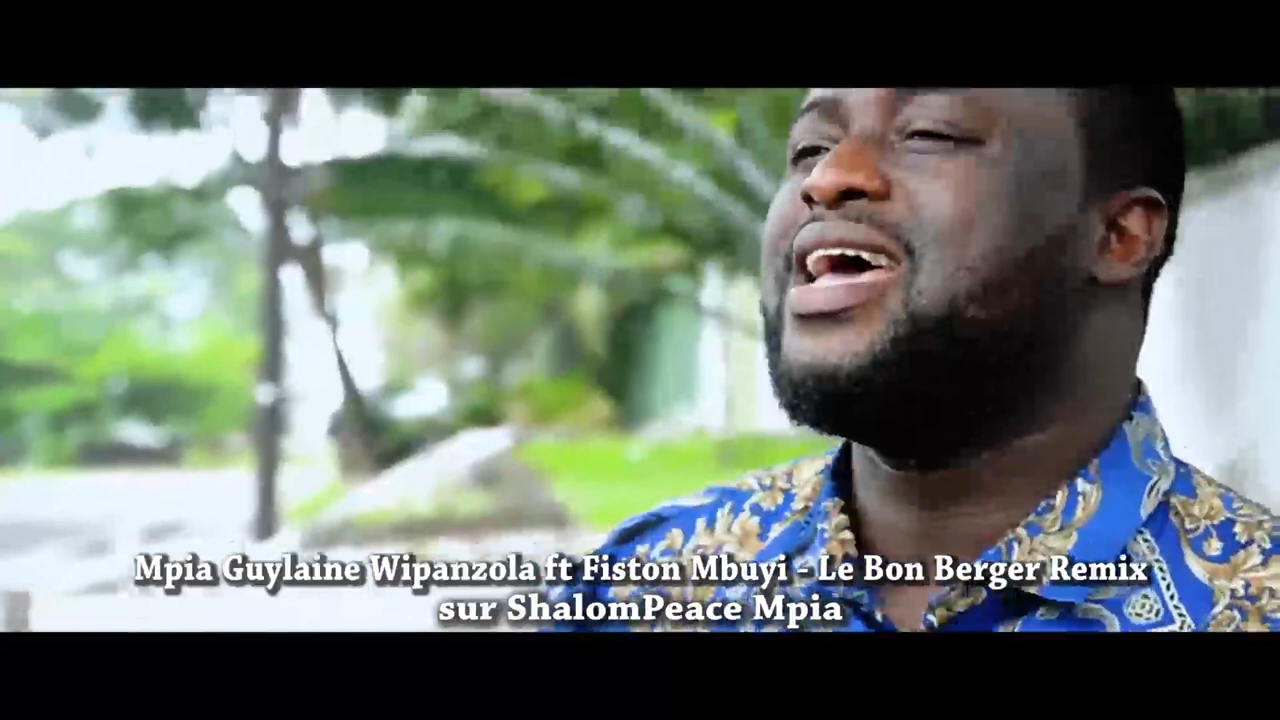 Mpia Guylaine Wipanzola ft Fiston Mbuyi - Le Bon Berger Remix
sur ShalomPeace Mpia